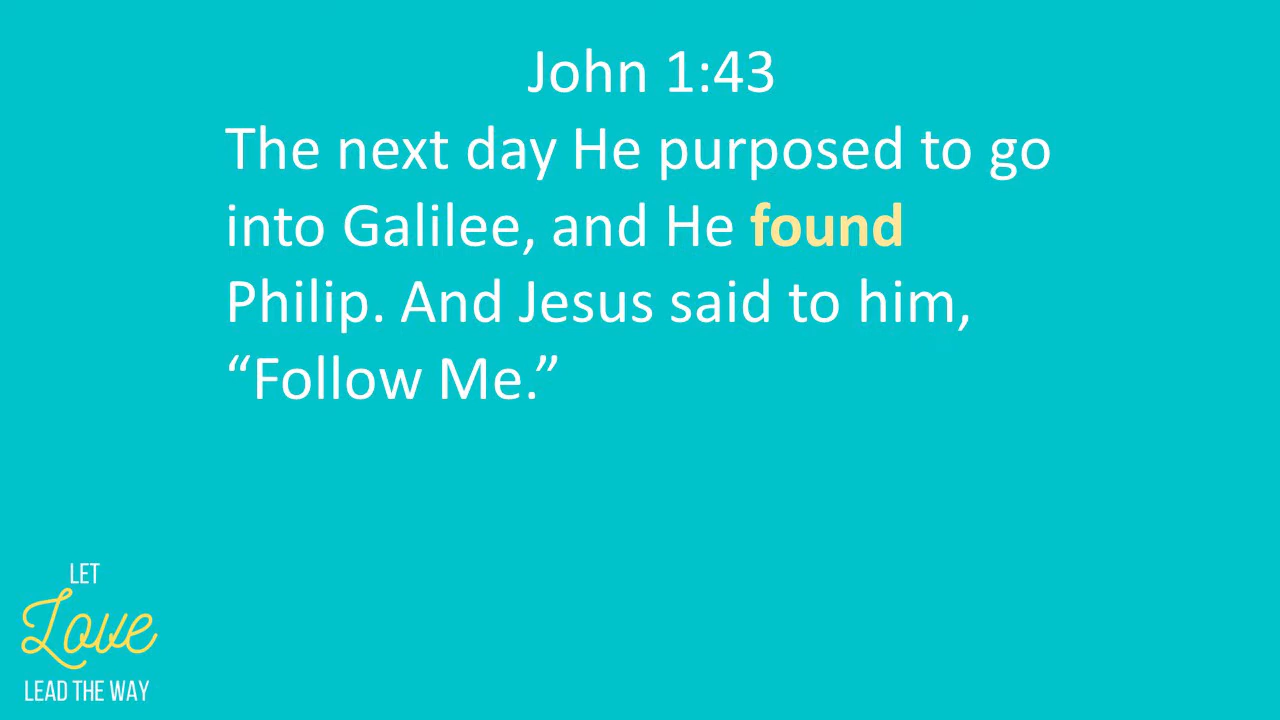 John 1:43
The next day He purposed to go
into Galilee, and He found
Philip. And Jesus said to him,
“Follow Me.”
LET
Love
LEAD THE WAY